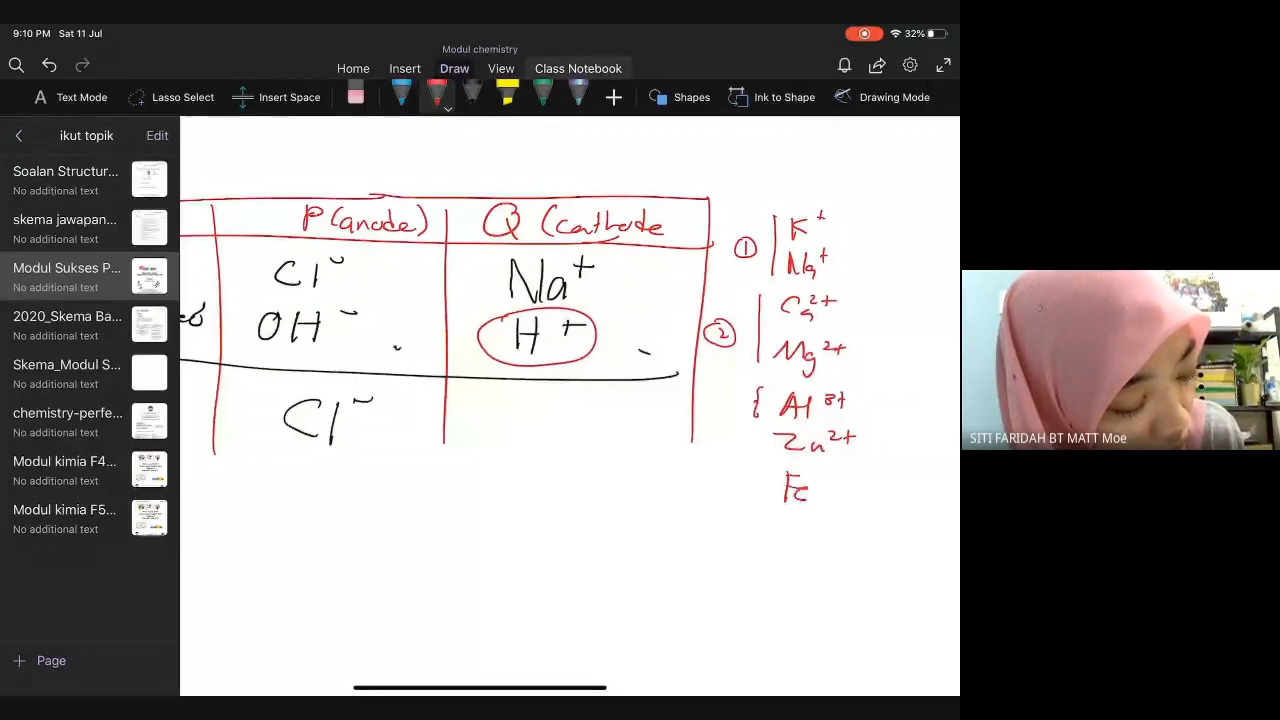 9:10 PM Sat 11 Jul
32%
Modul chemistry
Home Insert Draw View Class Notebook
A Text Mode Lasso Select Insert Space Shapes Ink to Shape Drawing Mode
ikut topik Edit
Soalan Structur...
No additional text
skema jawapan...
No additional text
Modul Sukses P...
No additional text
2020_Skema Ba...
No additional text
Skema_Modul S...
No additional text
chemistry-perfe...
No additional text
Modul kimia F4...
No additional text
Modul kimia F5...
No additional text
Page
P (anode) Q (cathode
Cl⁻ Na⁺
OH⁻ H⁺
Cl⁻
① K⁺
Na⁺
② Ca²⁺
Mg²⁺
{ Al³⁺
Zn²⁺
Fe
SITI FARIDAH BT MATT Moe